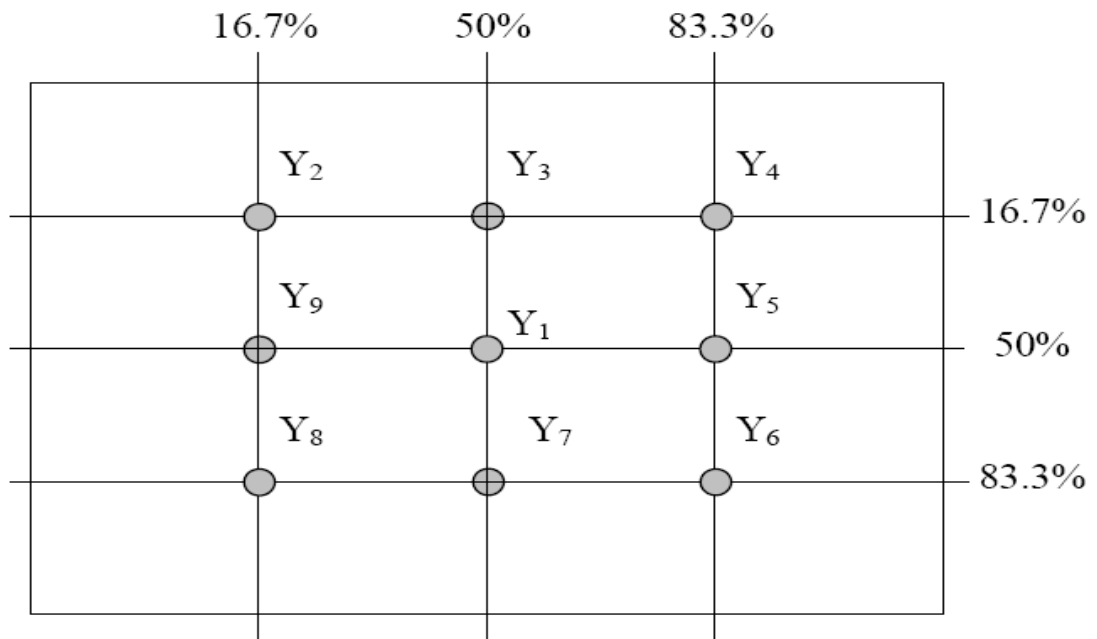 16.7% 50% 83.3%
Y₂ Y₃ Y₄
16.7%
Y₉ Y₁ Y₅
50%
Y₈ Y₇ Y₆
83.3%